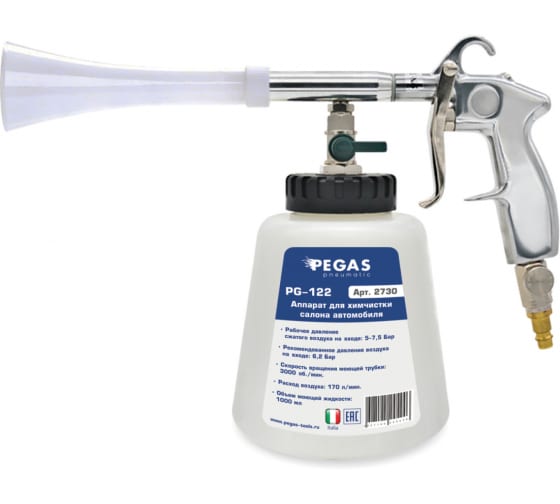 PEGAS
pneumatic
PG-122
Арт. 2730
Аппарат для химчистки
салона автомобиля
• Рабочее давление
сжатого воздуха на входе: 5-7,5 Бар
• Рекомендованное давления воздуха
на входе: 6,2 Бар
• Скорость вращения моющей трубки:
3000 об./мин.
• Расход воздуха: 170 л/мин.
• Объем моющей жидкости:
1000 мл
www.pegas-tools.ru
Italia
EAC